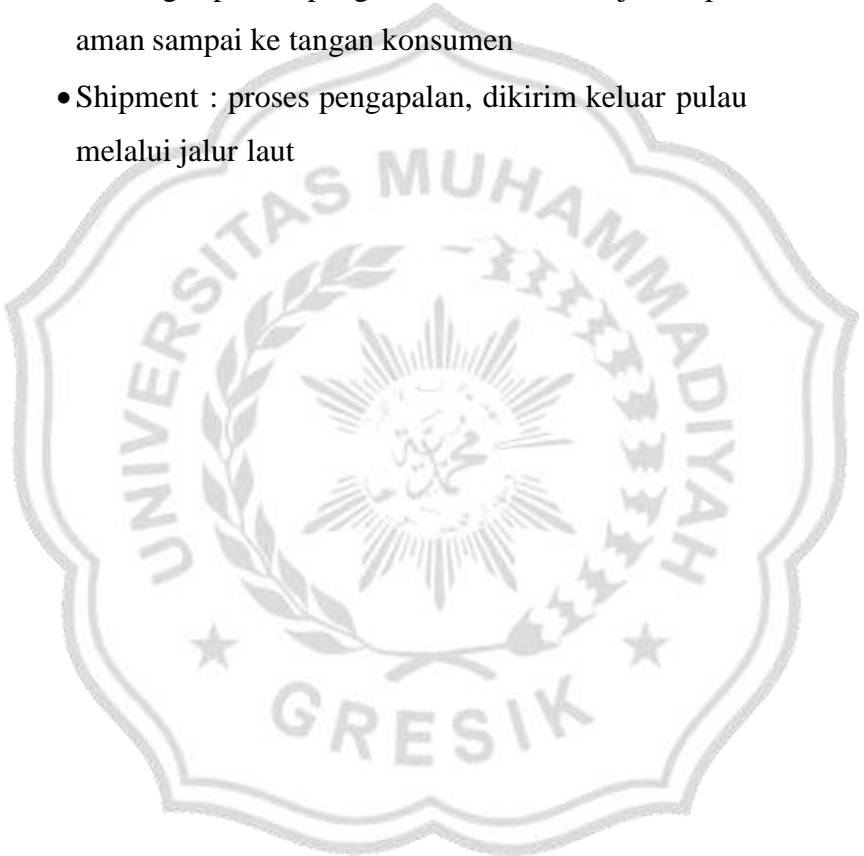 aman sampai ke tangan konsumen
• Shipment : proses pengapalan, dikirim keluar pulau
melalui jalur laut
UNIVERSITAS MUHAMMADIYAH
GRESIK